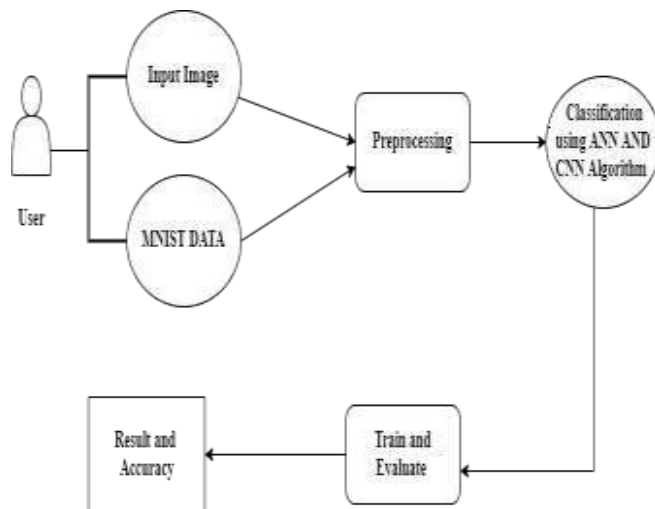 Input Image
User
MNIST DATA
Preprocessing
Classification
using ANN AND
CNN Algorithm
Train and
Evaluate
Result and
Accuracy